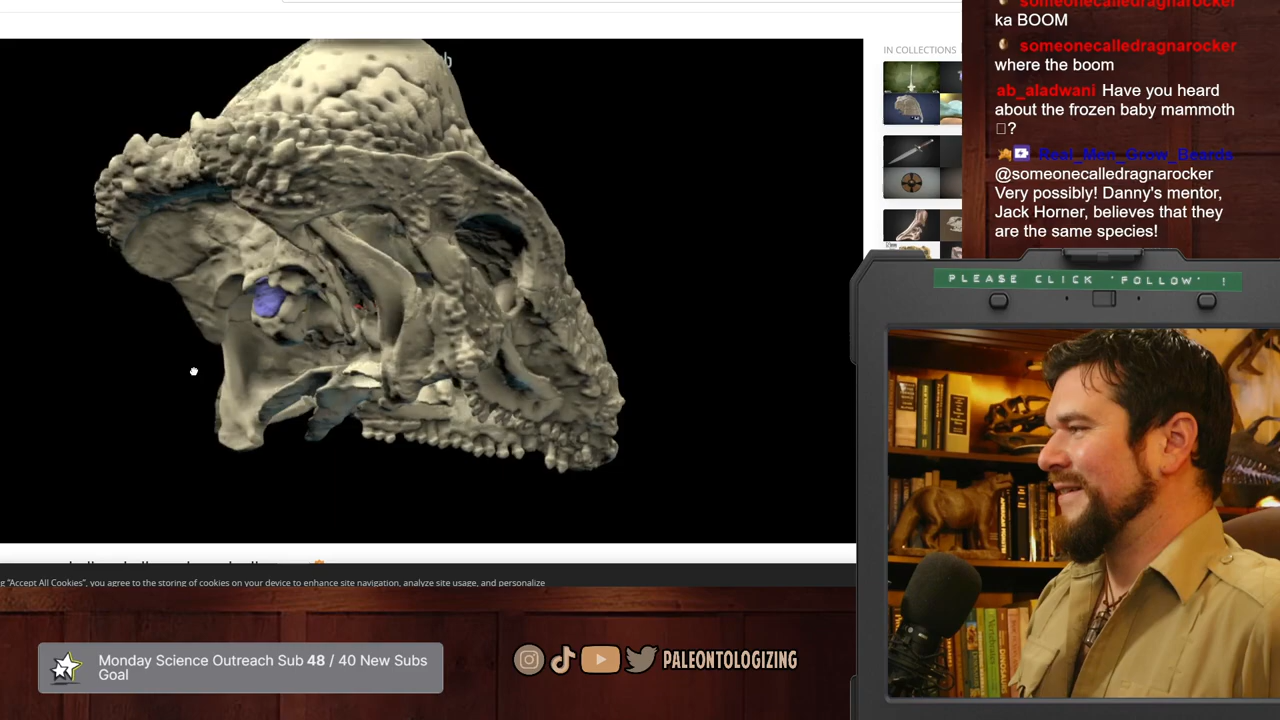 someonecalledragnarocker
ka BOOM
someonecalledragnarocker
where the boom
ab_aladwani Have you heard
about the frozen baby mammoth
?
Real_Men_Grow_Beards
@someonecalledragnarocker
Very possibly! Danny's mentor,
Jack Horner, believes that they
are the same species!
IN COLLECTIONS
PLEASE CLICK 'FOLLOW' !
"Accept All Cookies", you agree to the storing of cookies on your device to enhance site navigation, analyze site usage, and personalize
Monday Science Outreach Sub 48 / 40 New Subs
Goal
PALEONTOLOGIZING